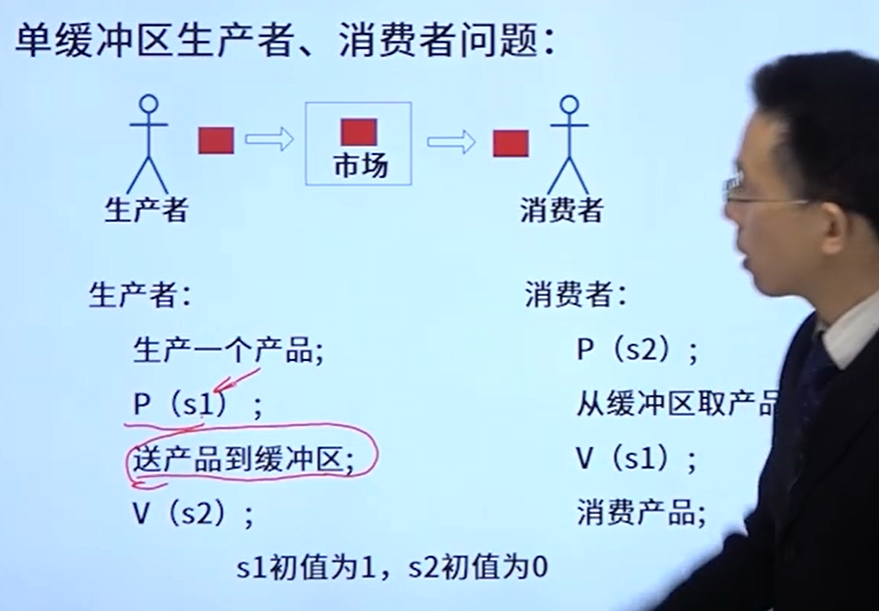 单缓冲区生产者、消费者问题：
市场
生产者
消费者
生产者：
生产一个产品；
P（s1）；
送产品到缓冲区；
V（s2）；
消费者：
P（s2）；
从缓冲区取产品
V（s1）；
消费产品；
s1初值为1，s2初值为0